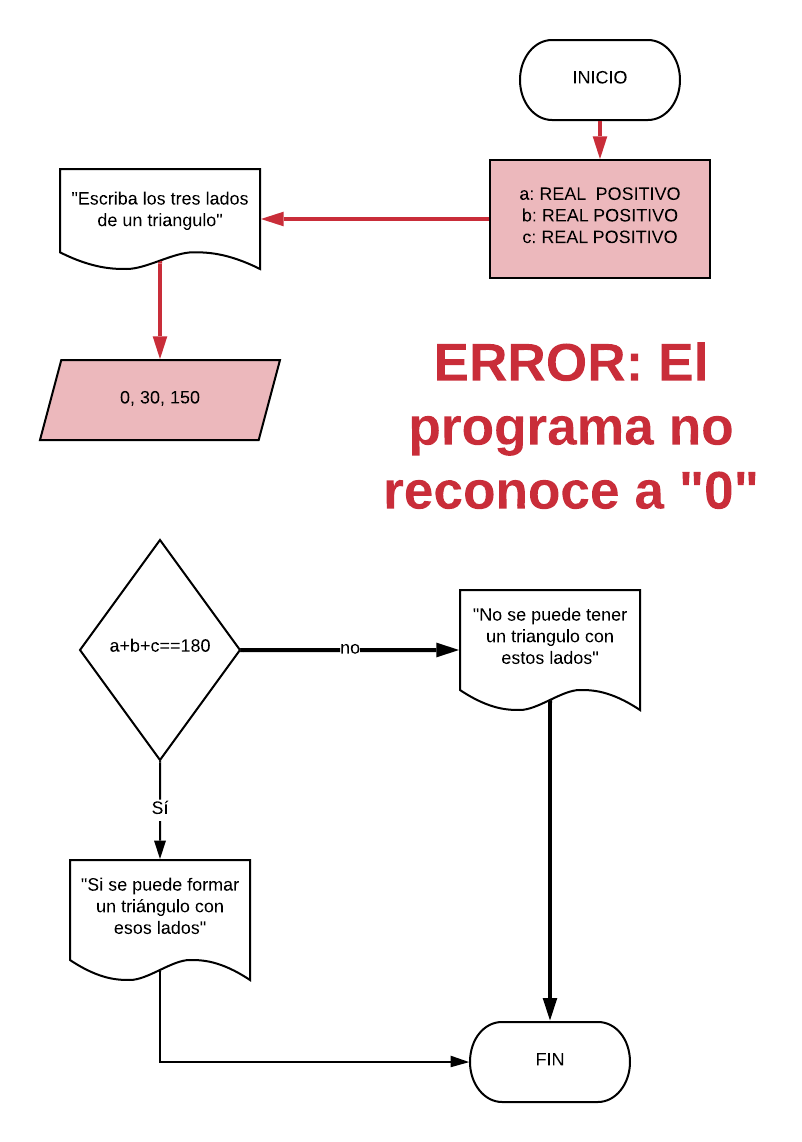 INICIO
a: REAL  POSITIVO
b: REAL POSITIVO
c: REAL POSITIVO
"Escriba los tres lados
de un triangulo"
0, 30, 150
ERROR: El
programa no
reconoce a "0"
a+b+c==180
no
"No se puede tener
un triangulo con
estos lados"
Sí
"Si se puede formar
un triángulo con
esos lados"
FIN